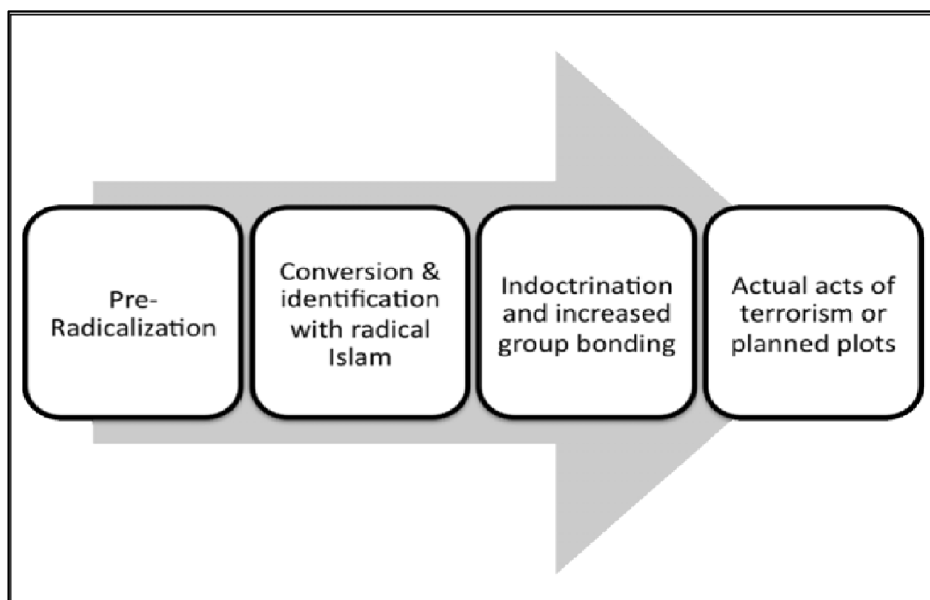 Pre-
Radicalization
Conversion &
identification
with radical
Islam
Indoctrination
and increased
group bonding
Actual acts of
terrorism or
planned plots